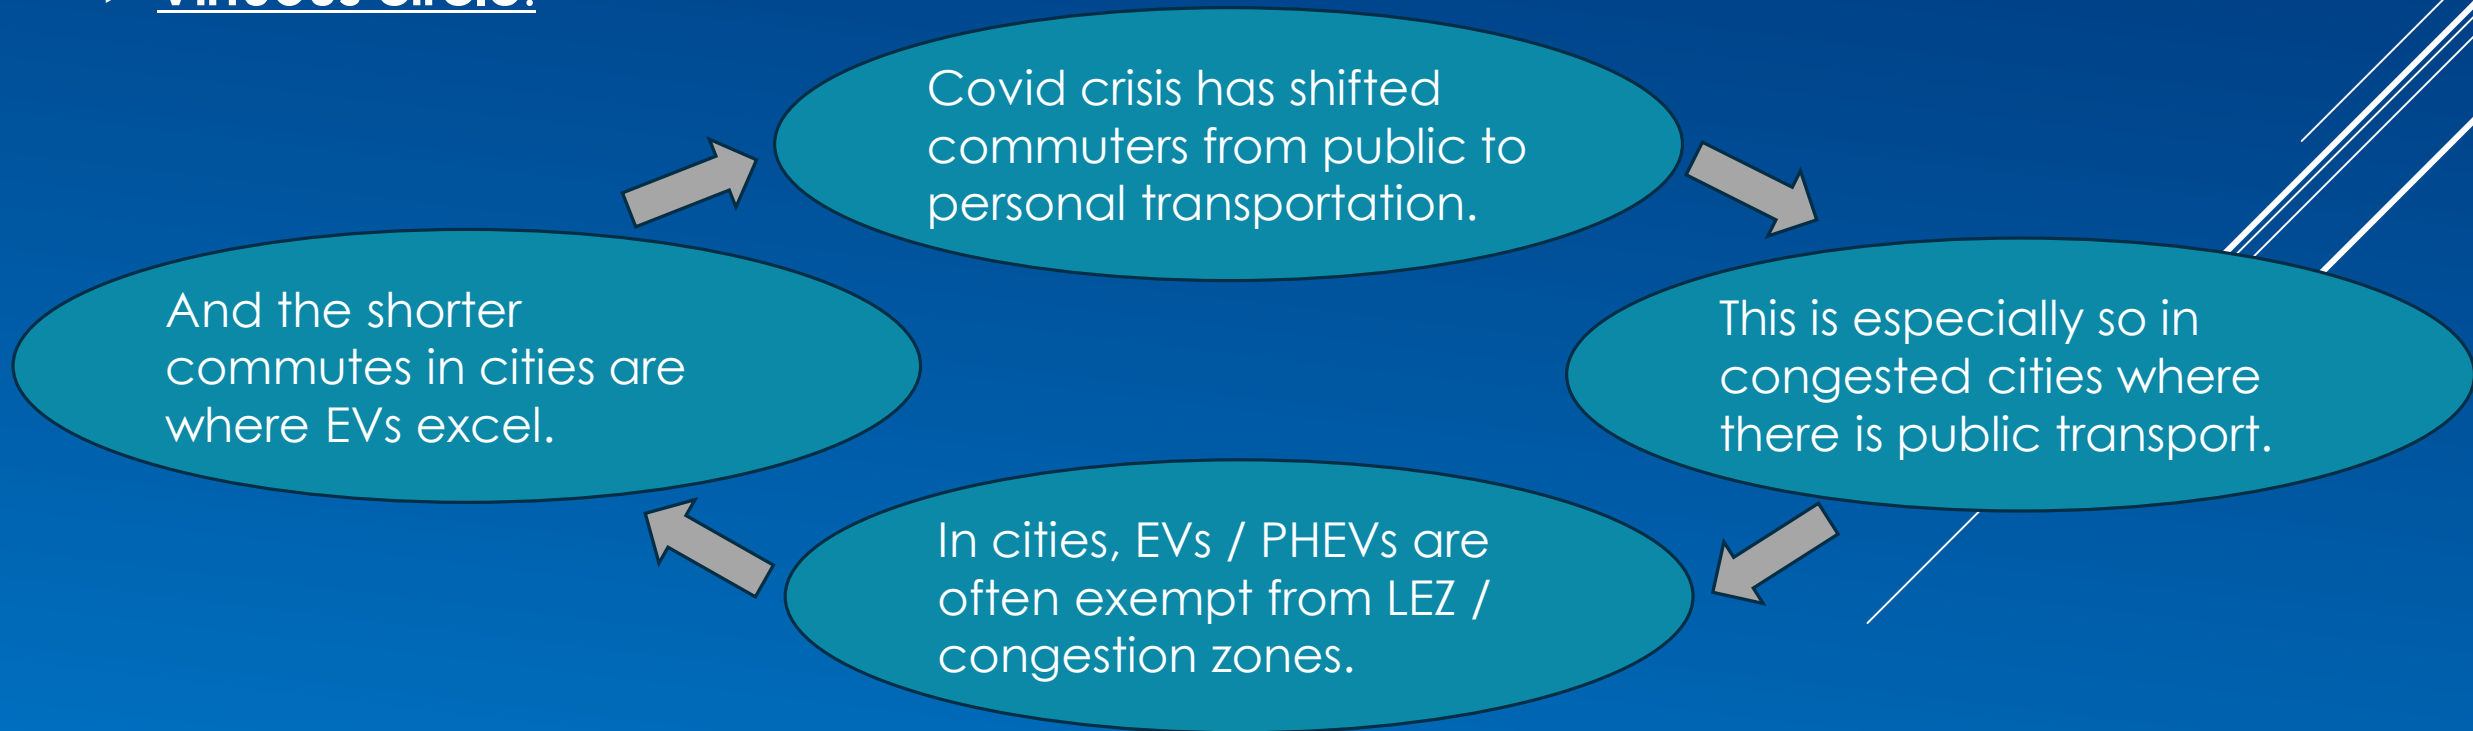 Virtuous Circle:
Covid crisis has shifted
commuters from public to
personal transportation.
This is especially so in
congested cities where
there is public transport.
In cities, EVs / PHEVs are
often exempt from LEZ /
congestion zones.
And the shorter
commutes in cities are
where EVs excel.